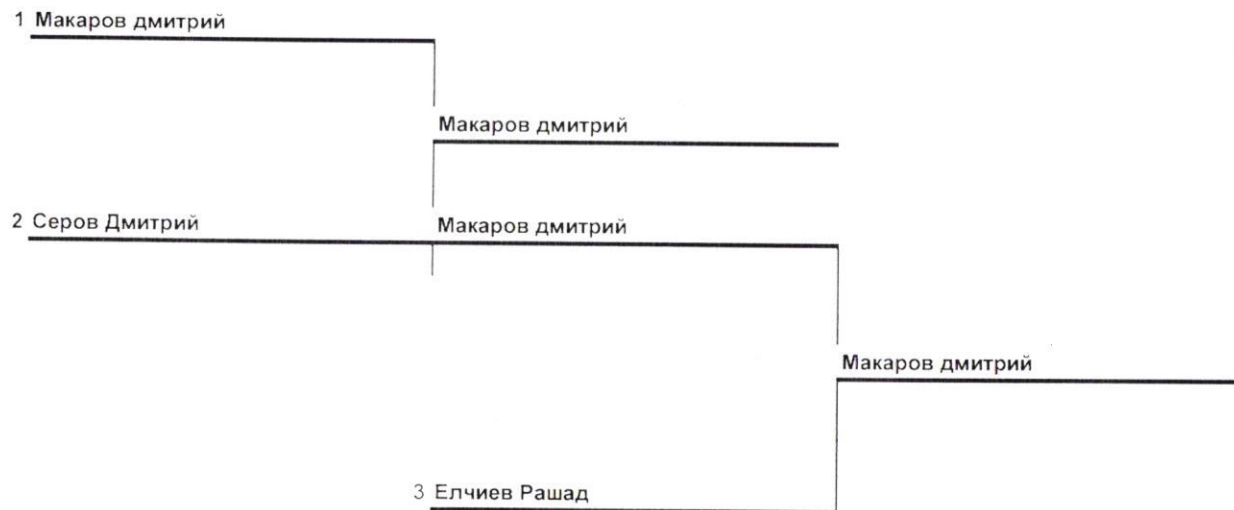 1 Макаров дмитрий
Макаров дмитрий
2 Серов Дмитрий
Макаров дмитрий
Макаров дмитрий
3 Елчиев Рашад